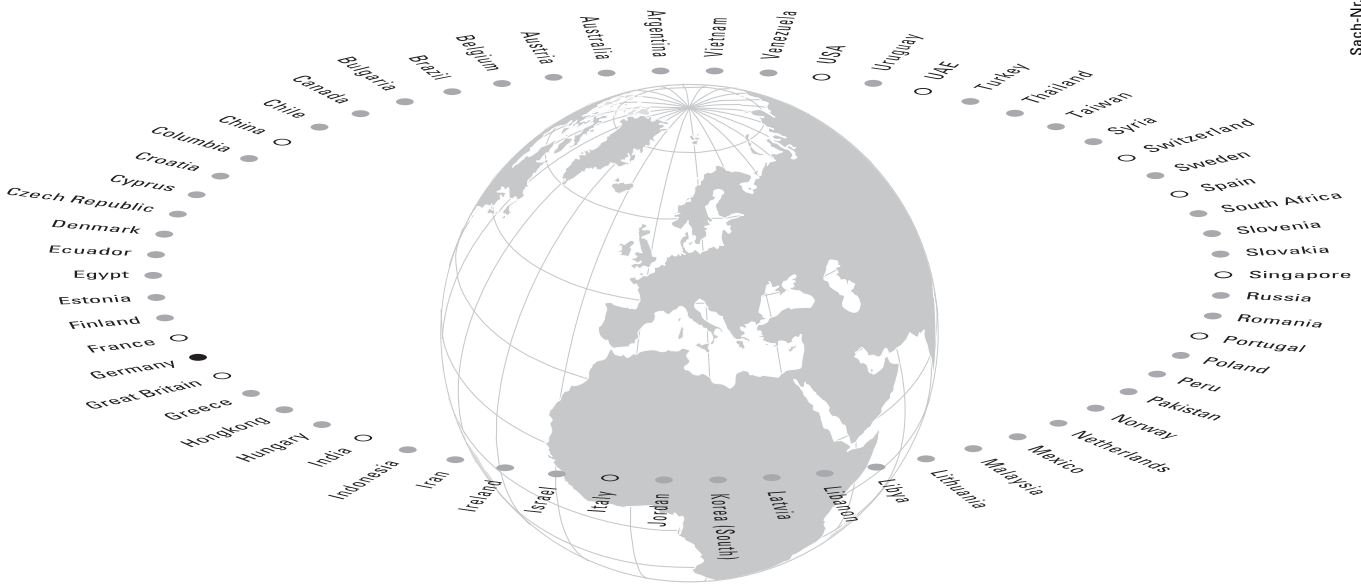 Argentina
Australia
Austria
Belgium
Brazil
Bulgaria
Canada
Chile
China
Columbia
Croatia
Cyprus
Czech Republic
Denmark
Ecuador
Egypt
Estonia
Finland
France
Germany
Great Britain
Greece
Hongkong
Hungary
India
Indonesia
Iran
Ireland
Israel
Italy
Jordan
Korea (South)
Latvia
Libanon
Libya
Lithuania
Malaysia
Mexico
Netherlands
Norway
Pakistan
Peru
Poland
Portugal
Romania
Russia
Singapore
Slovakia
Slovenia
South Africa
Spain
Sweden
Switzerland
Syria
Taiwan
Thailand
Turkey
UAE
Uruguay
USA
Venezuela
Vietnam
Sach-Nr.